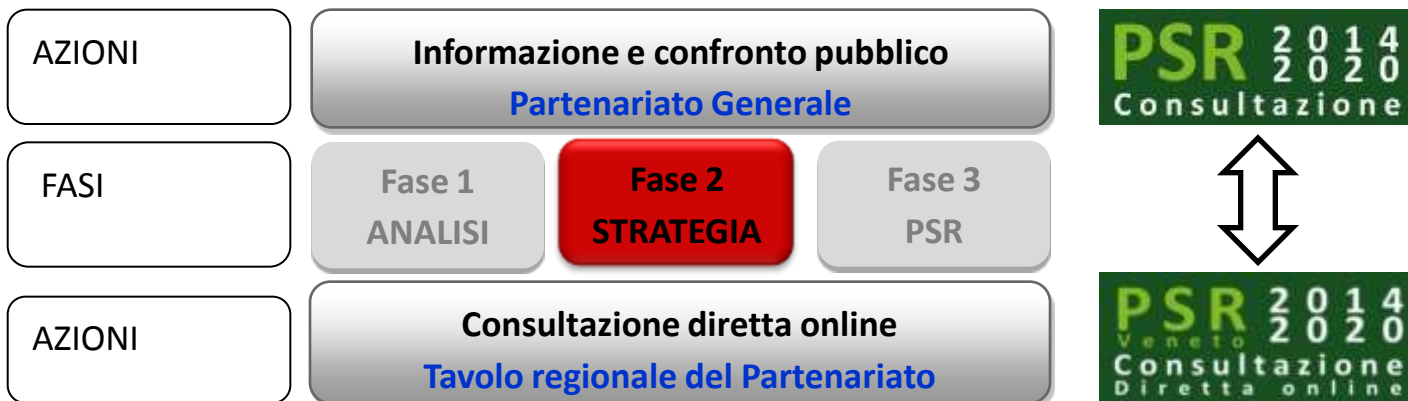 AZIONI
Informazione e confronto pubblico
Partenariato Generale
PSR 2014 2020
Consultazione
FASI
Fase 1
ANALISI
Fase 2
STRATEGIA
Fase 3
PSR
AZIONI
Consultazione diretta online
Tavolo regionale del Partenariato
PSR 2014 2020
Veneto
Consultazione
Diretta online